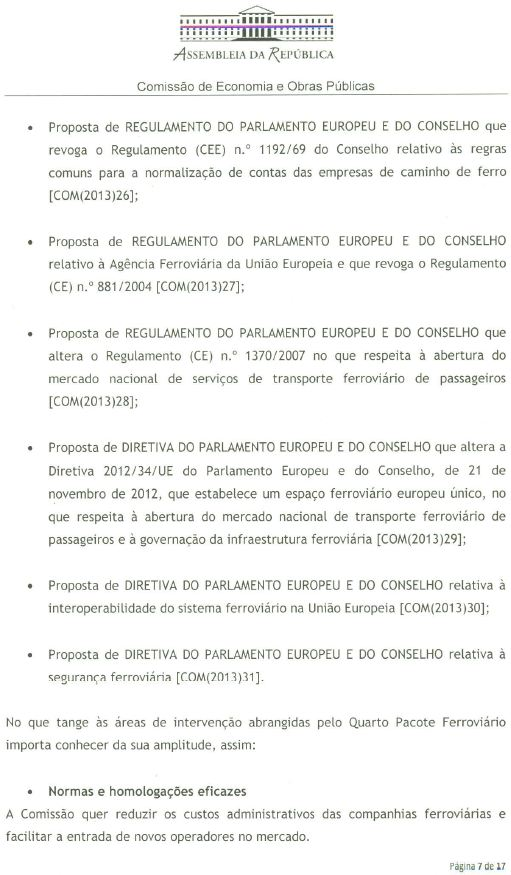 ASSEMBLEIA DA REPÚBLICA
Comissão de Economia e Obras Públicas
• Proposta de REGULAMENTO DO PARLAMENTO EUROPEU E DO CONSELHO que
revoga o Regulamento (CEE) n.º 1192/69 do Conselho relativo às regras
comuns para a normalização de contas das empresas de caminho de ferro
[COM(2013)26];
• Proposta de REGULAMENTO DO PARLAMENTO EUROPEU E DO CONSELHO
relativo à Agência Ferroviária da União Europeia e que revoga o Regulamento
(CE) n.º 881/2004 [COM(2013)27];
• Proposta de REGULAMENTO DO PARLAMENTO EUROPEU E DO CONSELHO que
altera o Regulamento (CE) n.º 1370/2007 no que respeita à abertura do
mercado nacional de serviços de transporte ferroviário de passageiros
[COM(2013)28];
• Proposta de DIRETIVA DO PARLAMENTO EUROPEU E DO CONSELHO que altera a
Diretiva 2012/34/UE do Parlamento Europeu e do Conselho, de 21 de
novembro de 2012, que estabelece um espaço ferroviário europeu único, no
que respeita à abertura do mercado nacional de transporte ferroviário de
passageiros e à governação da infraestrutura ferroviária [COM(2013)29];
• Proposta de DIRETIVA DO PARLAMENTO EUROPEU E DO CONSELHO relativa à
interoperabilidade do sistema ferroviário na União Europeia [COM(2013)30];
• Proposta de DIRETIVA DO PARLAMENTO EUROPEU E DO CONSELHO relativa à
segurança ferroviária [COM(2013)31].
No que tange às áreas de intervenção abrangidas pelo Quarto Pacote Ferroviário
importa conhecer da sua amplitude, assim:
• Normas e homologações eficazes
A Comissão quer reduzir os custos administrativos das companhias ferroviárias e
facilitar a entrada de novos operadores no mercado.
Página 7 de 17